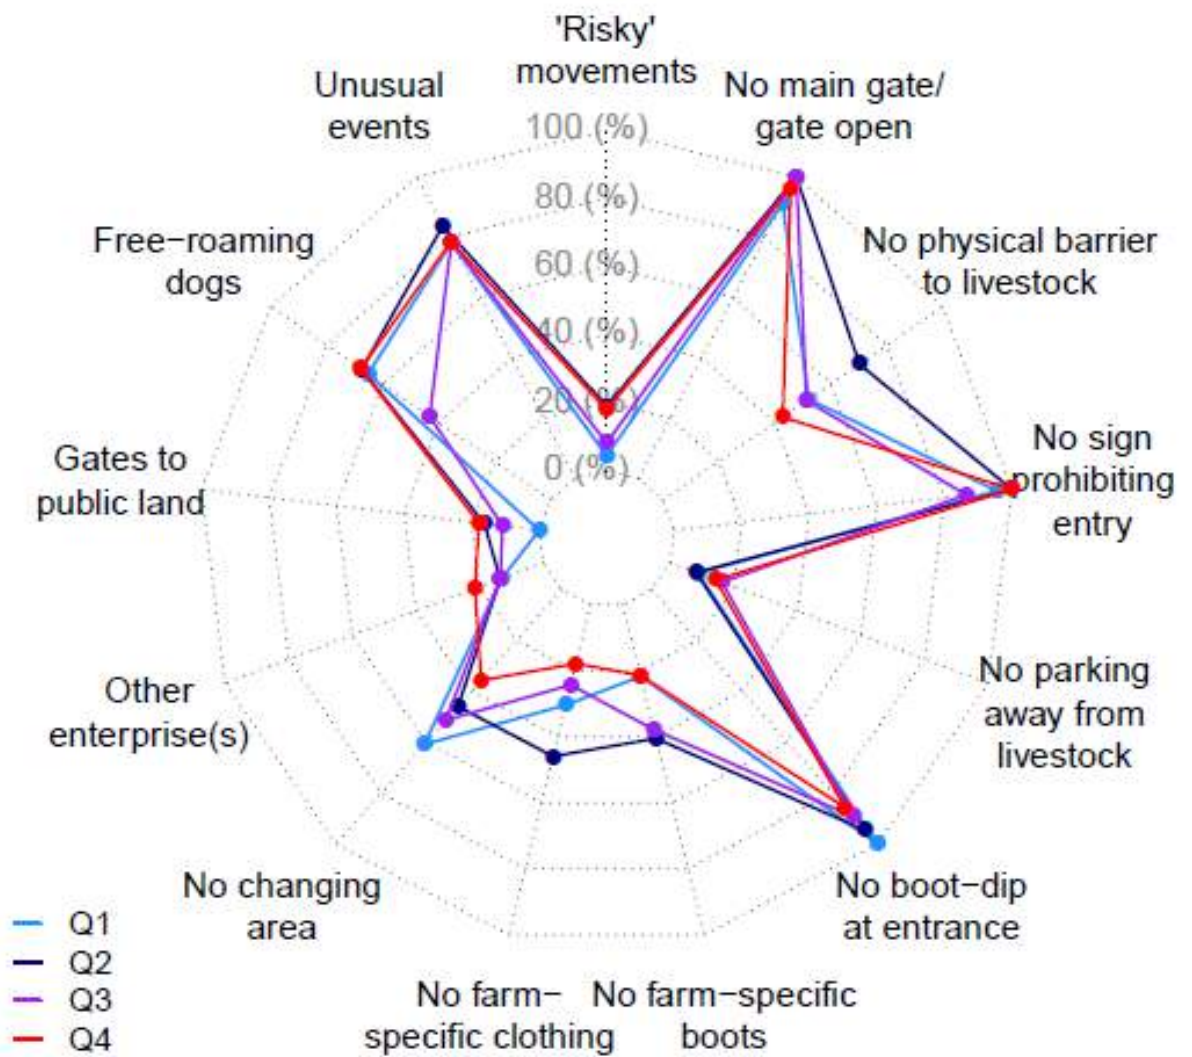 'Risky'
movements
Unusual
events
No main gate/
gate open
100 (%)
80 (%)
60 (%)
40 (%)
20 (%)
0 (%)
Free−roaming
dogs
No physical barrier
to livestock
Gates to
public land
No sign
prohibiting
entry
Other
enterprise(s)
No parking
away from
livestock
No changing
area
No boot−dip
at entrance
No farm−
specific clothing
No farm−specific
boots
Q1
Q2
Q3
Q4